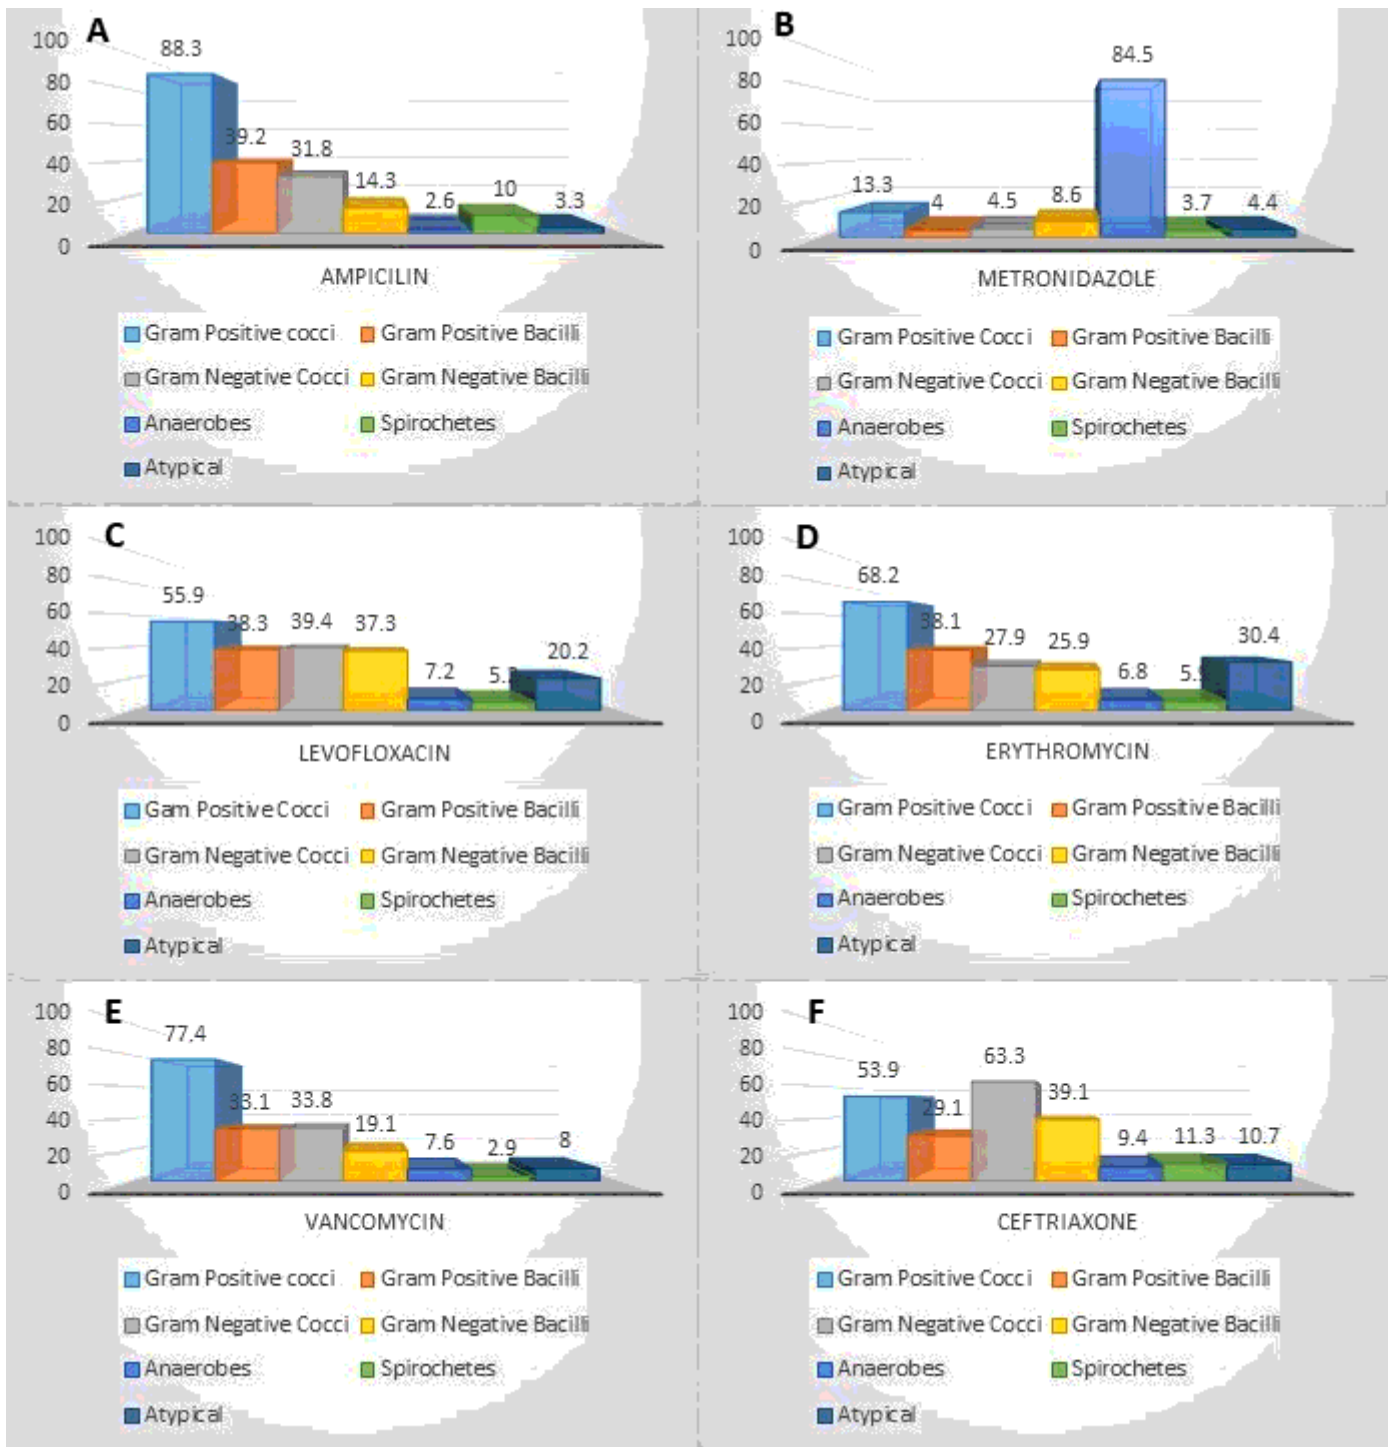 A
100
80
60
40
20
0
88.3
39.2
31.8
14.3
2.6
10
3.3
AMPICILIN
Gram Positive cocci
Gram Positive Bacilli
Gram Negative Cocci
Gram Negative Bacilli
Anaerobes
Spirochetes
Atypical
B
100
80
60
40
20
0
13.3
4
4.5
8.6
84.5
3.7
4.4
METRONIDAZOLE
Gram Positive Cocci
Gram Positive Bacilli
Gram Negative Cocci
Gram Negative Bacilli
Anaerobes
Spirochetes
Atypical
C
100
80
60
40
20
0
55.9
38.3
39.4
37.3
7.2
20.2
LEVOFLOXACIN
Gam Positive Cocci
Gram Positive Bacilli
Gram Negative Cocci
Gram Negative Bacilli
Anaerobes
Spirochetes
Atypical
D
100
80
60
40
20
0
68.2
38.1
27.9
25.9
6.8
30.4
ERYTHROMYCIN
Gram Positive Cocci
Gram Possitive Bacilli
Gram Negative Cocci
Gram Negative Bacilli
Anaerobes
Spirochetes
Atypical
E
100
80
60
40
20
0
77.4
33.1
33.8
19.1
7.6
2.9
8
VANCOMYCIN
Gram Positive cocci
Gram Positive Bacilli
Gram Negative Cocci
Gram Negative Bacilli
Anaerobes
Spirochetes
Atypical
F
100
80
60
40
20
0
53.9
29.1
63.3
39.1
9.4
11.3
10.7
CEFTRIAXONE
Gram Positive Cocci
Gram Positive Bacilli
Gram Negative Cocci
Gram Negative Bacilli
Anaerobes
Spirochetes
Atypical